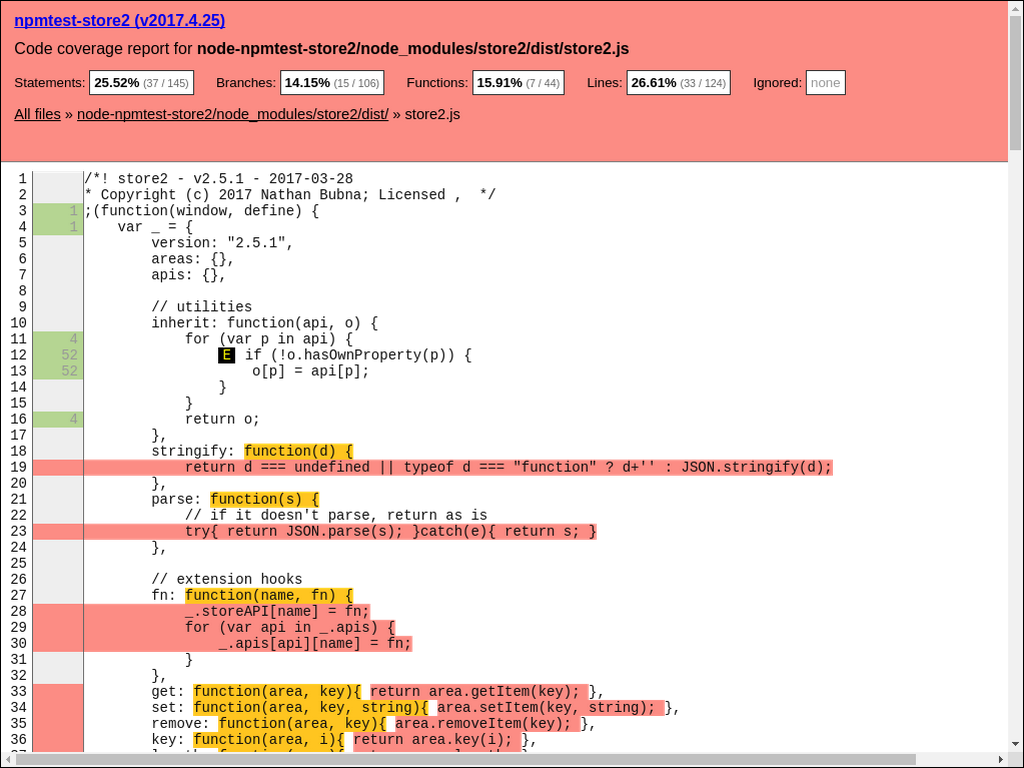 npmtest-store2 (v2017.4.25)
Code coverage report for node-npmtest-store2/node_modules/store2/dist/store2.js
Statements: 25.52% (37 / 145) Branches: 14.15% (15 / 106) Functions: 15.91% (7 / 44) Lines: 26.61% (33 / 124) Ignored: none
All files » node-npmtest-store2/node_modules/store2/dist/ » store2.js
1 /*! store2 - v2.5.1 - 2017-03-28
2 * Copyright (c) 2017 Nathan Bubna; Licensed ,  */
3 1 ;(function(window, define) {
4 1     var _ = {
5         version: "2.5.1",
6         areas: {},
7         apis: {},
8
9         // utilities
10         inherit: function(api, o) {
11 4             for (var p in api) {
12 52                 E if (!o.hasOwnProperty(p)) {
13 52                     o[p] = api[p];
14                 }
15             }
16 4             return o;
17         },
18         stringify: function(d) {
19             return d === undefined || typeof d === "function" ? d+'' : JSON.stringify(d);
20         },
21         parse: function(s) {
22             // if it doesn't parse, return as is
23             try{ return JSON.parse(s); }catch(e){ return s; }
24         },
25
26         // extension hooks
27         fn: function(name, fn) {
28             _.storeAPI[name] = fn;
29             for (var api in _.apis) {
30                 _.apis[api][name] = fn;
31             }
32         },
33         get: function(area, key){ return area.getItem(key); },
34         set: function(area, key, string){ area.setItem(key, string); },
35         remove: function(area, key){ area.removeItem(key); },
36         key: function(area, i){ return area.key(i); },